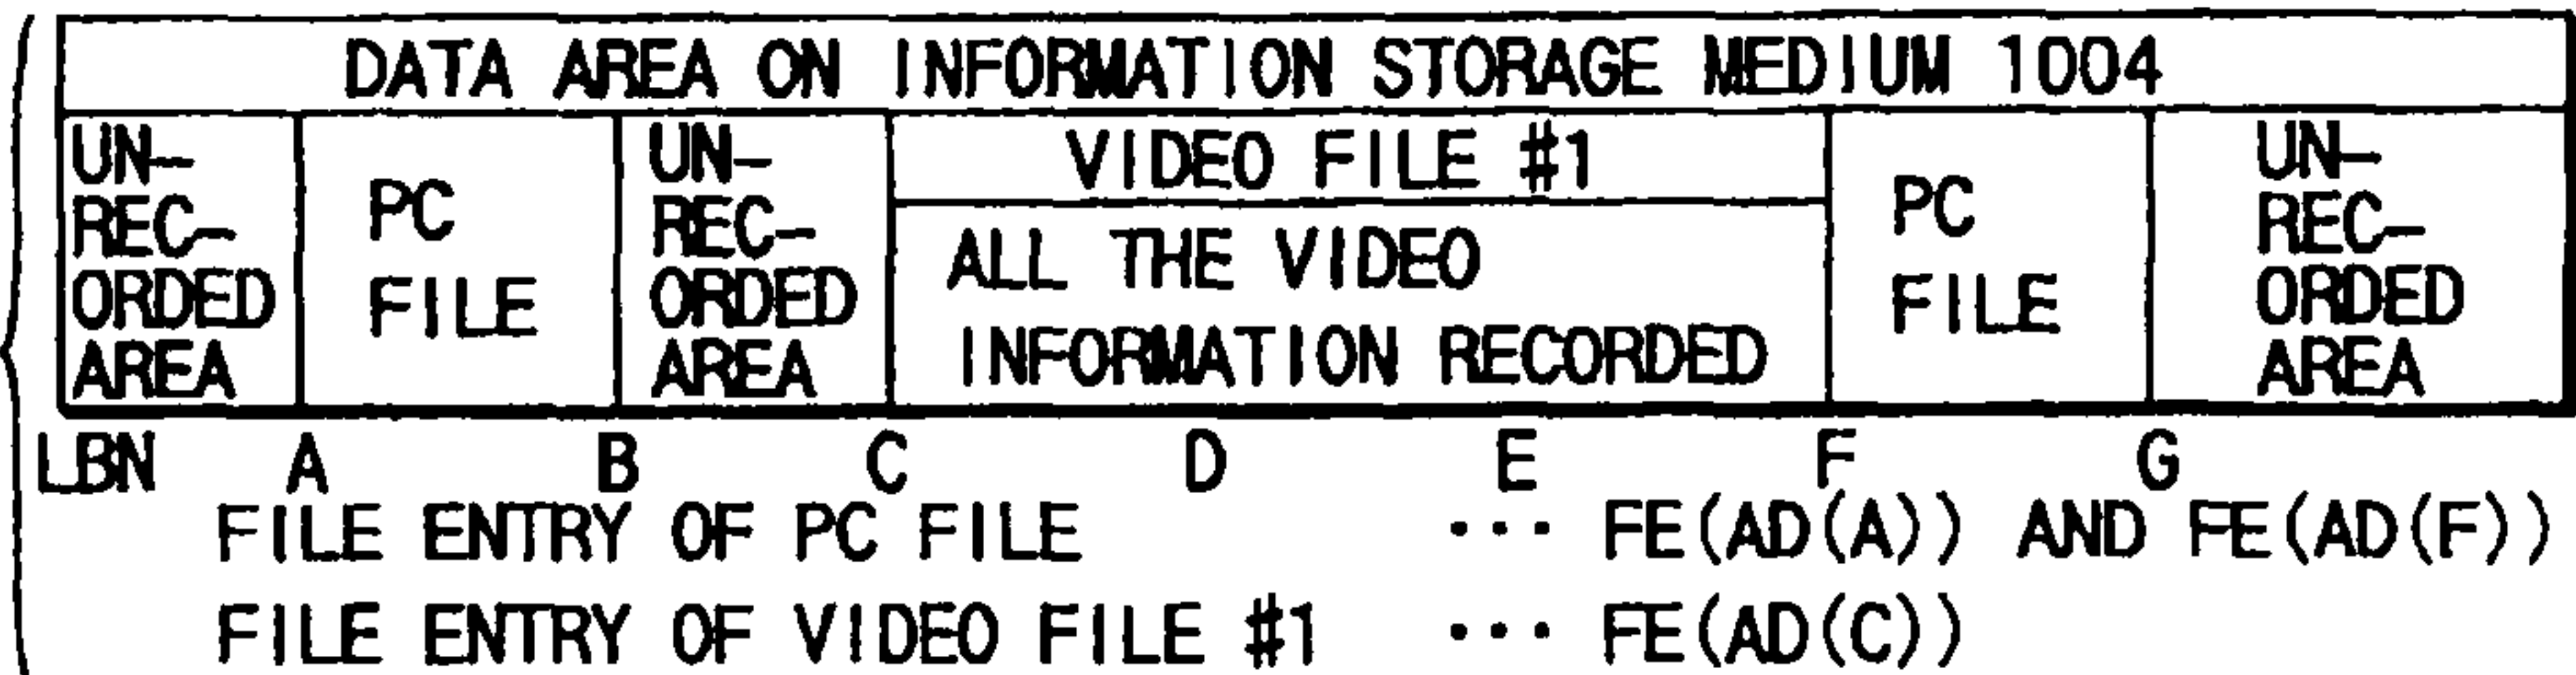 DATA AREA ON INFORMATION STORAGE MEDIUM 1004
UN-
REC-
ORDED
AREA
PC
FILE
UN-
REC-
ORDED
AREA
VIDEO FILE #1
ALL THE VIDEO
INFORMATION RECORDED
PC
FILE
UN-
REC-
ORDED
AREA
LBN A B C D E F G
FILE ENTRY OF PC FILE ··· FE(AD(A)) AND FE(AD(F))
FILE ENTRY OF VIDEO FILE #1 ··· FE(AD(C))